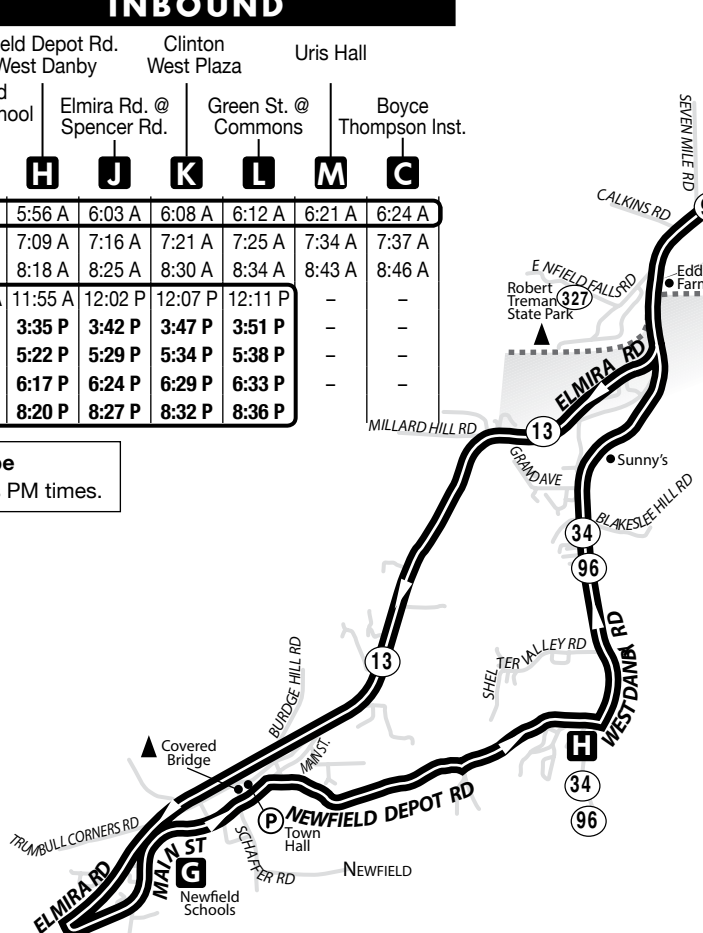 INBOUND
eld Depot Rd.
West Danby
Clinton
West Plaza
Uris Hall
d
hool
Elmira Rd. @
Spencer Rd.
Green St. @
Commons
Boyce
Thompson Inst.
H J K L M C
5:56 A 6:03 A 6:08 A 6:12 A 6:21 A 6:24 A
7:09 A 7:16 A 7:21 A 7:25 A 7:34 A 7:37 A
8:18 A 8:25 A 8:30 A 8:34 A 8:43 A 8:46 A
A 11:55 A 12:02 P 12:07 P 12:11 P – –
3:35 P 3:42 P 3:47 P 3:51 P – –
5:22 P 5:29 P 5:34 P 5:38 P – –
6:17 P 6:24 P 6:29 P 6:33 P – –
8:20 P 8:27 P 8:32 P 8:36 P
PM times.
SEVEN MILE RD
CALKINS RD
ENFIELD FALLS RD
327
Robert
Treman
State Park
Edd
Farm
ELMIRA RD
MILLARD HILL RD
13
GRAND AVE
Sunny's
BLAKESLEE HILL RD
34
96
SHELTER VALLEY RD
WEST DANBY RD
13
BURDGE HILL RD
H
34
96
MAIN ST.
Covered
Bridge
NEWFIELD DEPOT RD
P
Town
Hall
TRUMBULL CORNERS RD
SCHAFFER RD
NEWFIELD
MAIN ST
G
Newfield
Schools
ELMIRA RD